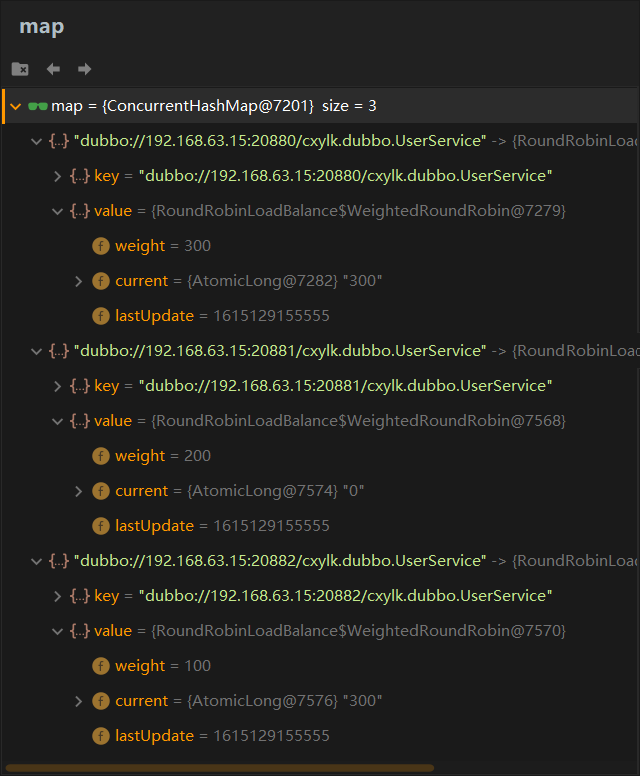 map
map = {ConcurrentHashMap@7201} size = 3
{...} "dubbo://192.168.63.15:20880/cxylk.dubbo.UserService" -> {RoundRobinLoad
{...} key = "dubbo://192.168.63.15:20880/cxylk.dubbo.UserService"
{...} value = {RoundRobinLoadBalance$WeightedRoundRobin@7279}
f weight = 300
f current = {AtomicLong@7282} "300"
f lastUpdate = 1615129155555
{...} "dubbo://192.168.63.15:20881/cxylk.dubbo.UserService" -> {RoundRobinLoad
{...} key = "dubbo://192.168.63.15:20881/cxylk.dubbo.UserService"
{...} value = {RoundRobinLoadBalance$WeightedRoundRobin@7568}
f weight = 200
f current = {AtomicLong@7574} "0"
f lastUpdate = 1615129155555
{...} "dubbo://192.168.63.15:20882/cxylk.dubbo.UserService" -> {RoundRobinLoad
{...} key = "dubbo://192.168.63.15:20882/cxylk.dubbo.UserService"
{...} value = {RoundRobinLoadBalance$WeightedRoundRobin@7570}
f weight = 100
f current = {AtomicLong@7576} "300"
f lastUpdate = 1615129155555